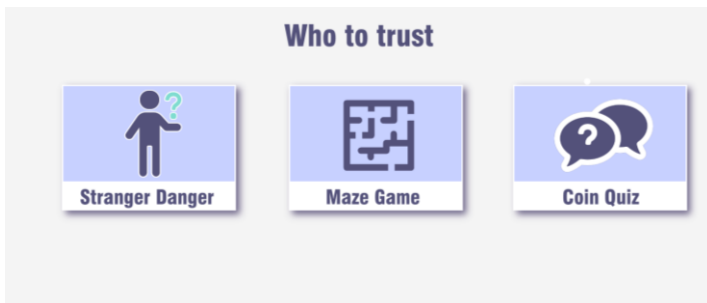 Who to trust
?
Stranger Danger
Maze Game
?
Coin Quiz